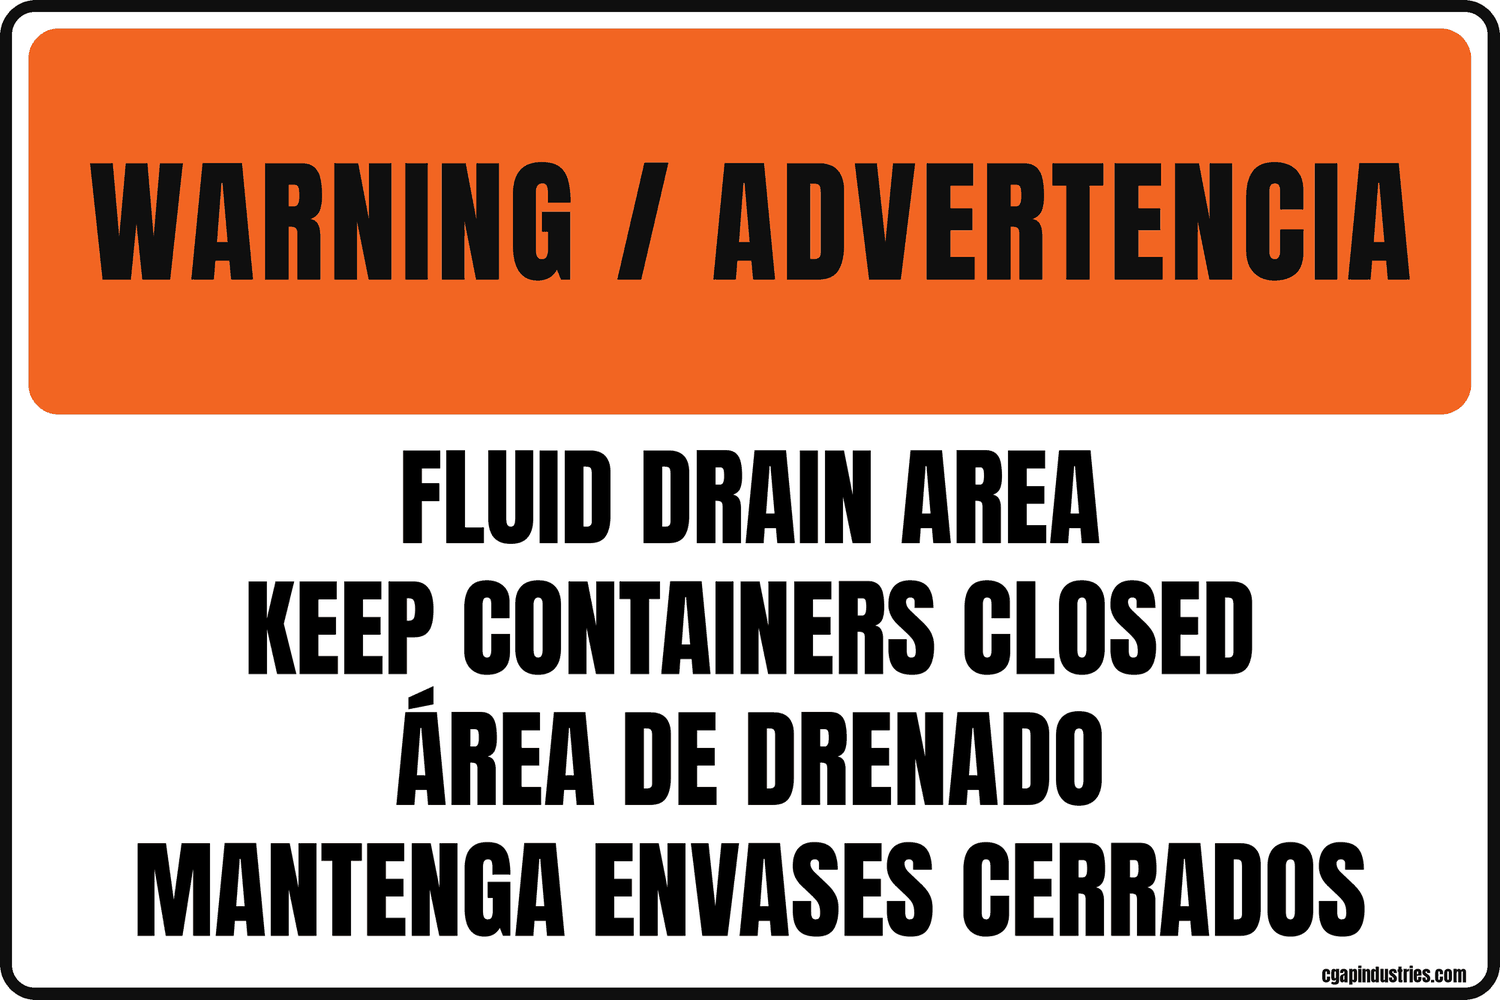 WARNING / ADVERTENCIA
FLUID DRAIN AREA
KEEP CONTAINERS CLOSED
ÁREA DE DRENADO
MANTENGA ENVASES CERRADOS
cgapindustries.com